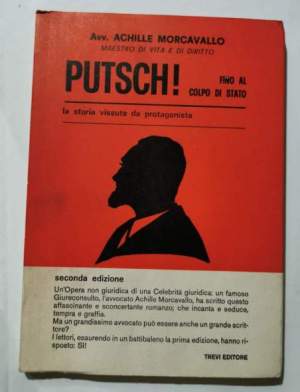 Avv. ACHILLE MORCAVALLO
MAESTRO DI VITA E DI DIRITTO
PUTSCH! FINO AL
COLPO DI STATO
la storia vissuta da protagonista
seconda edizione
Un'Opera non giuridica di una Celebrità giuridica; un famoso
Giureconsulto, l'avvocato Achille Morcavallo, ha scritto questo
affascinante e sconcertante romanzo; che incanta e seduce,
tempra e graffia.
Ma un grandissimo avvocato può essere anche un grande scrit-
tore?
I lettori, esaurendo in un battibaleno la prima edizione, hanno ri-
sposto: Sì!
TREVI EDITORE